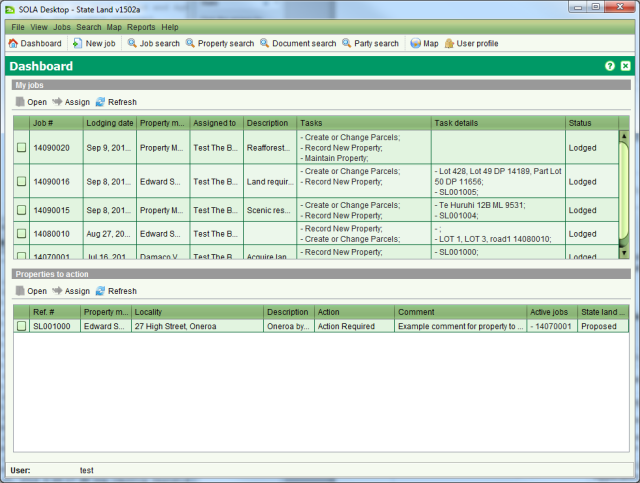 SOLA Desktop - State Land v1502a
File View Jobs Search Map Reports Help
Dashboard New job Job search Property search Document search Party search Map User profile
Dashboard
My jobs
Open Assign Refresh
Job # Lodging date Property m... Assigned to Description Tasks Task details Status
14090020 Sep 9, 201... Property M... Test The B... Reafforest... - Create or Change Parcels; Lodged
- Record New Property;
- Maintain Property;
14090016 Sep 8, 201... Edward S... Test The B... Land requir... - Create or Change Parcels; - Lot 428, Lot 49 DP 14189, Part Lot Lodged
- Record New Property; 50 DP 11656;
- SL001005;
14090015 Sep 8, 201... Property M... Test The B... Scenic res... - Create or Change Parcels; - Te Huruhi 12B ML 9531; Lodged
- Record New Property; - SL001004;
14080010 Aug 27, 20... Edward S... Test The B... - Record New Property; - ; Lodged
- Create or Change Parcels; - LOT 1, LOT 3, road1 14080010;
14070001 Jul 16, 201... Damaco V... Test The B... Acquire lan... - Record New Property; - SL001000; Lodged
Properties to action
Open Assign Refresh
Ref. # Property m... Locality Description Action Comment Active jobs State land ...
SL001000 Edward S... 27 High Street, Oneroa Oneroa by... Action Required Example comment for property to ... - 14070001 Proposed
User: test